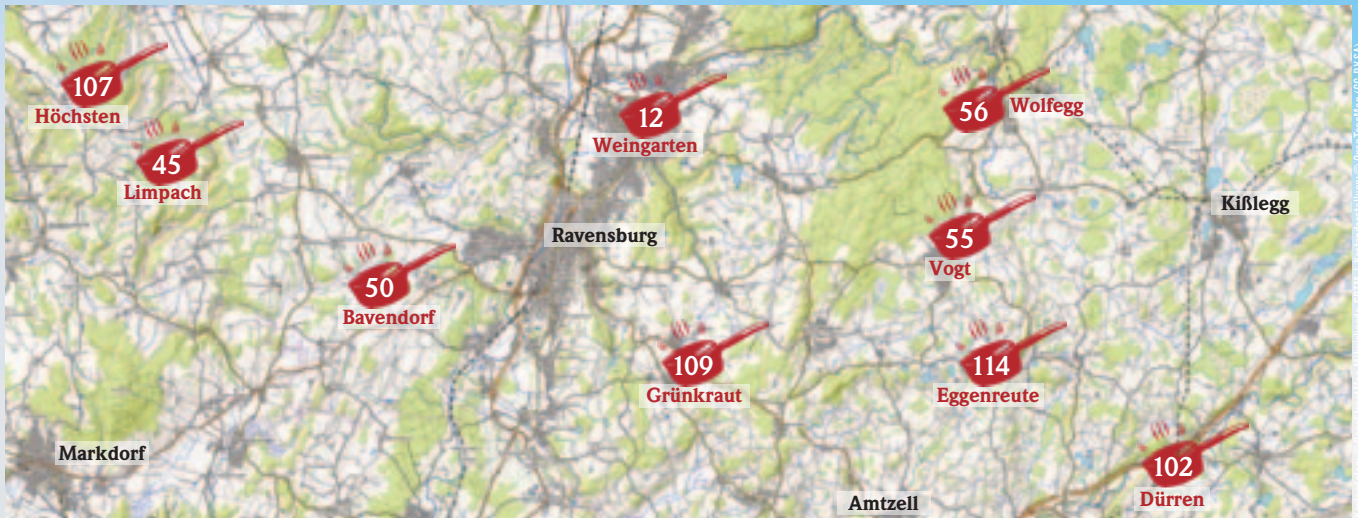 107
Höchsten
45
Limpach
12
Weingarten
56
Wolfegg
Kißlegg
Ravensburg
55
Vogt
50
Bavendorf
109
Grünkraut
114
Eggenreute
Markdorf
102
Dürren
Amtzell